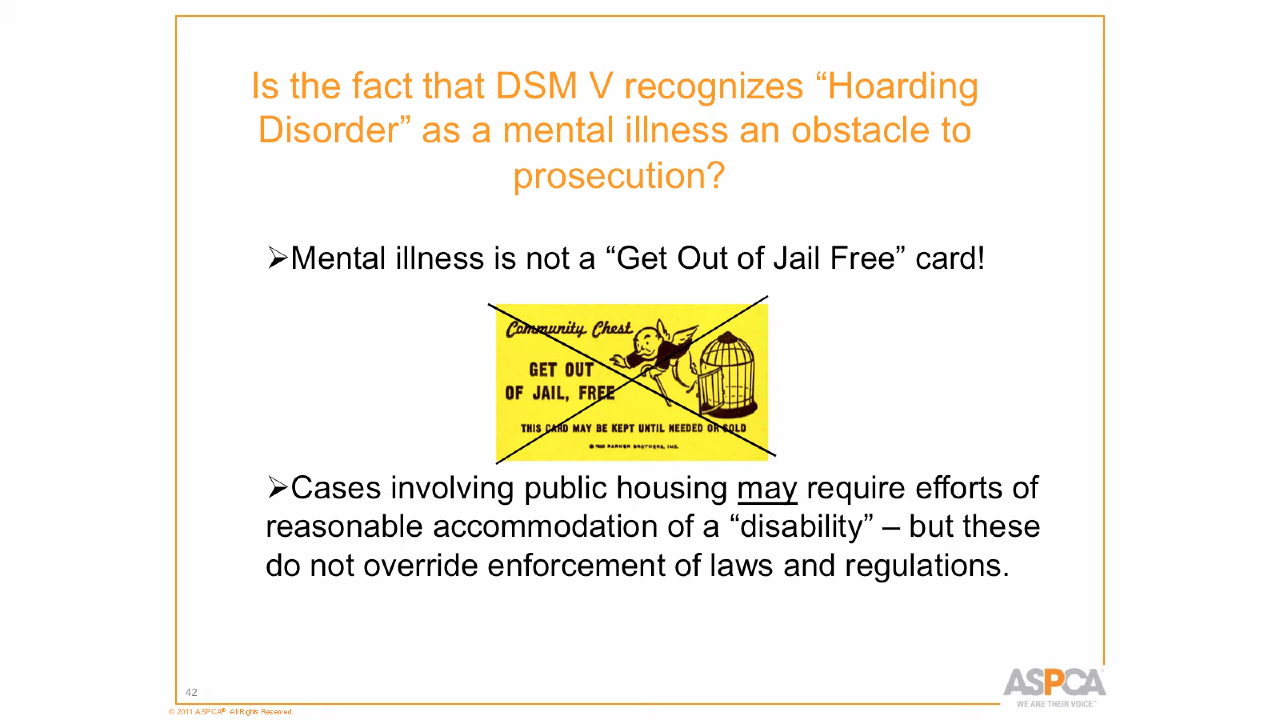 Is the fact that DSM V recognizes “Hoarding
Disorder” as a mental illness an obstacle to
prosecution?
➢Mental illness is not a “Get Out of Jail Free” card!
Community Chest
GET OUT
OF JAIL, FREE
THIS CARD MAY BE KEPT UNTIL NEEDED OR SOLD
PARKER BROTHERS, INC.
➢Cases involving public housing may require efforts of
reasonable accommodation of a “disability” – but these
do not override enforcement of laws and regulations.
42
ASPCA
WE ARE THEIR VOICE®
© 2011 ASPCA® All Rights Reserved.